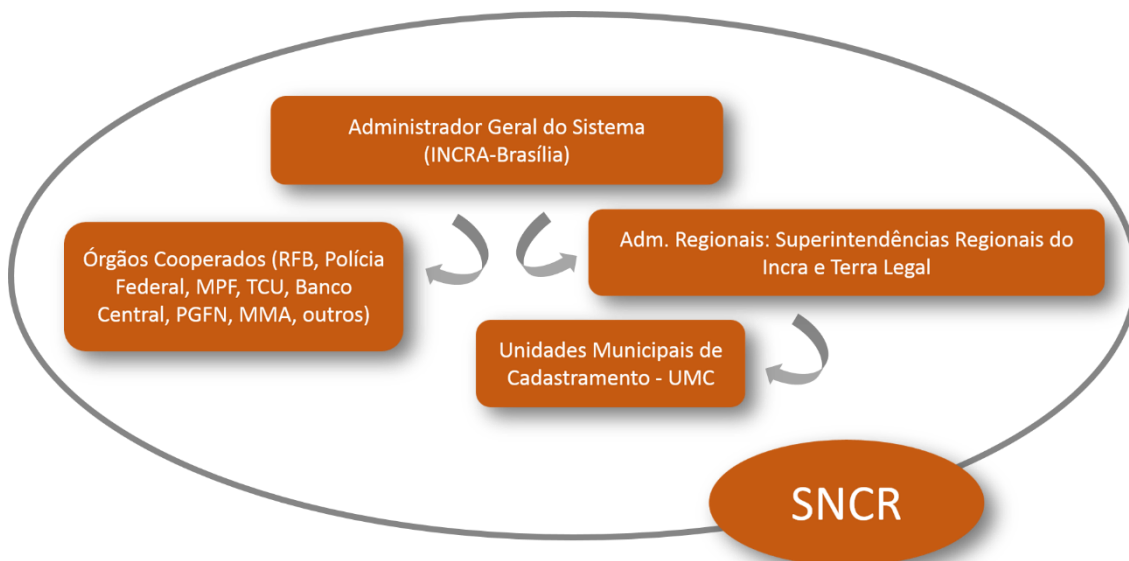 Administrador Geral do Sistema
(INCRA-Brasília)
Órgãos Cooperados (RFB, Polícia
Federal, MPF, TCU, Banco
Central, PGFN, MMA, outros)
Adm. Regionais: Superintendências Regionais do
Incra e Terra Legal
Unidades Municipais de
Cadastramento - UMC
SNCR